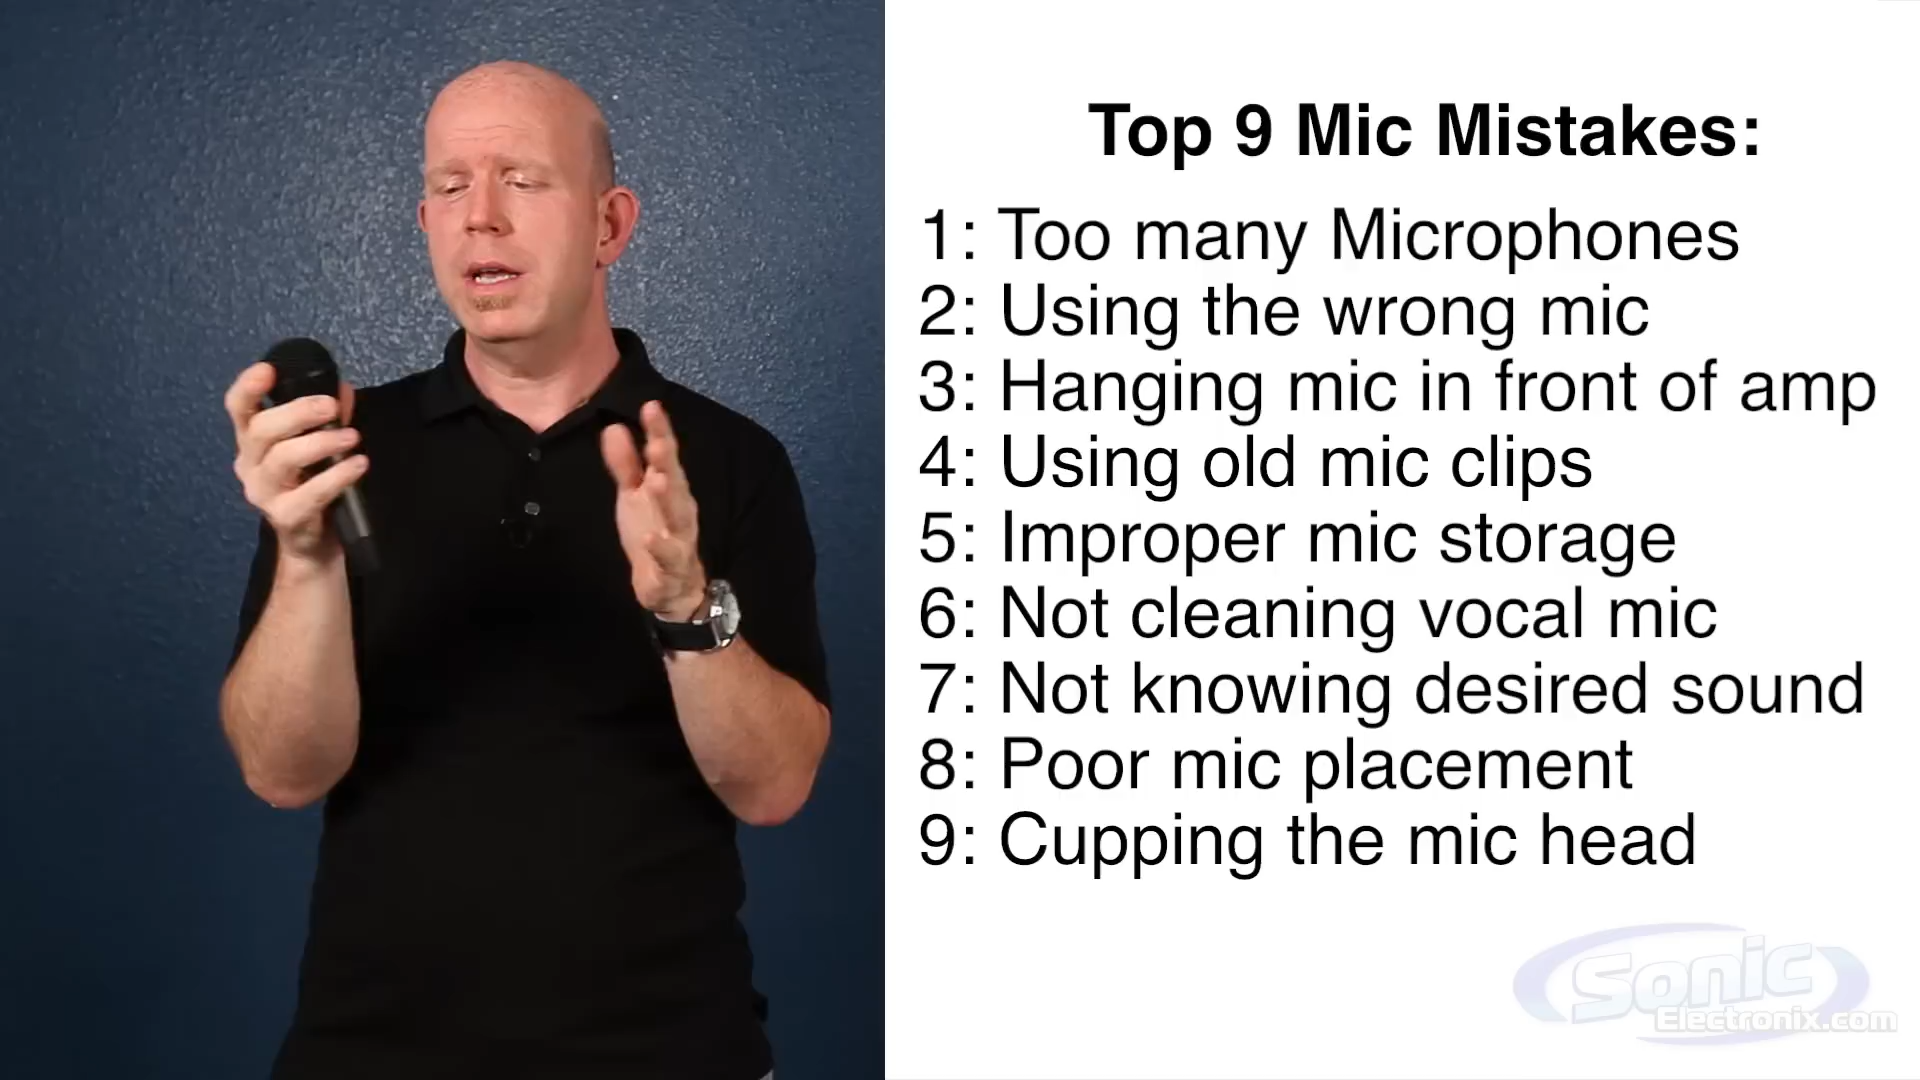 Top 9 Mic Mistakes:
1: Too many Microphones
2: Using the wrong mic
3: Hanging mic in front of amp
4: Using old mic clips
5: Improper mic storage
6: Not cleaning vocal mic
7: Not knowing desired sound
8: Poor mic placement
9: Cupping the mic head
Sonic
Electronix.com